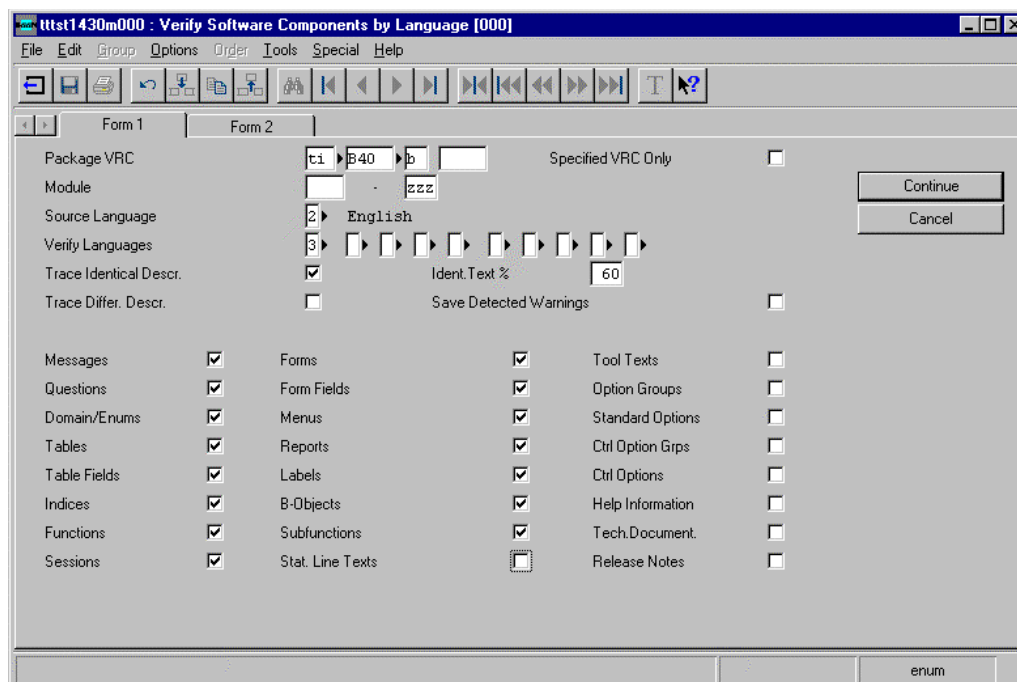 tttst1430m000 : Verify Software Components by Language [000]
File Edit Group Options Order Tools Special Help
T ?
Form 1 Form 2
Package VRC ti B40 b Specified VRC Only
Module - zzz
Continue
Source Language 2 English
Cancel
Verify Languages 3
Trace Identical Descr. Ident.Text % 60
Trace Differ. Descr. Save Detected Warnings
Messages Forms Tool Texts
Questions Form Fields Option Groups
Domain/Enums Menus Standard Options
Tables Reports Ctrl Option Grps
Table Fields Labels Ctrl Options
Indices B-Objects Help Information
Functions Subfunctions Tech.Document.
Sessions Stat. Line Texts Release Notes
enum